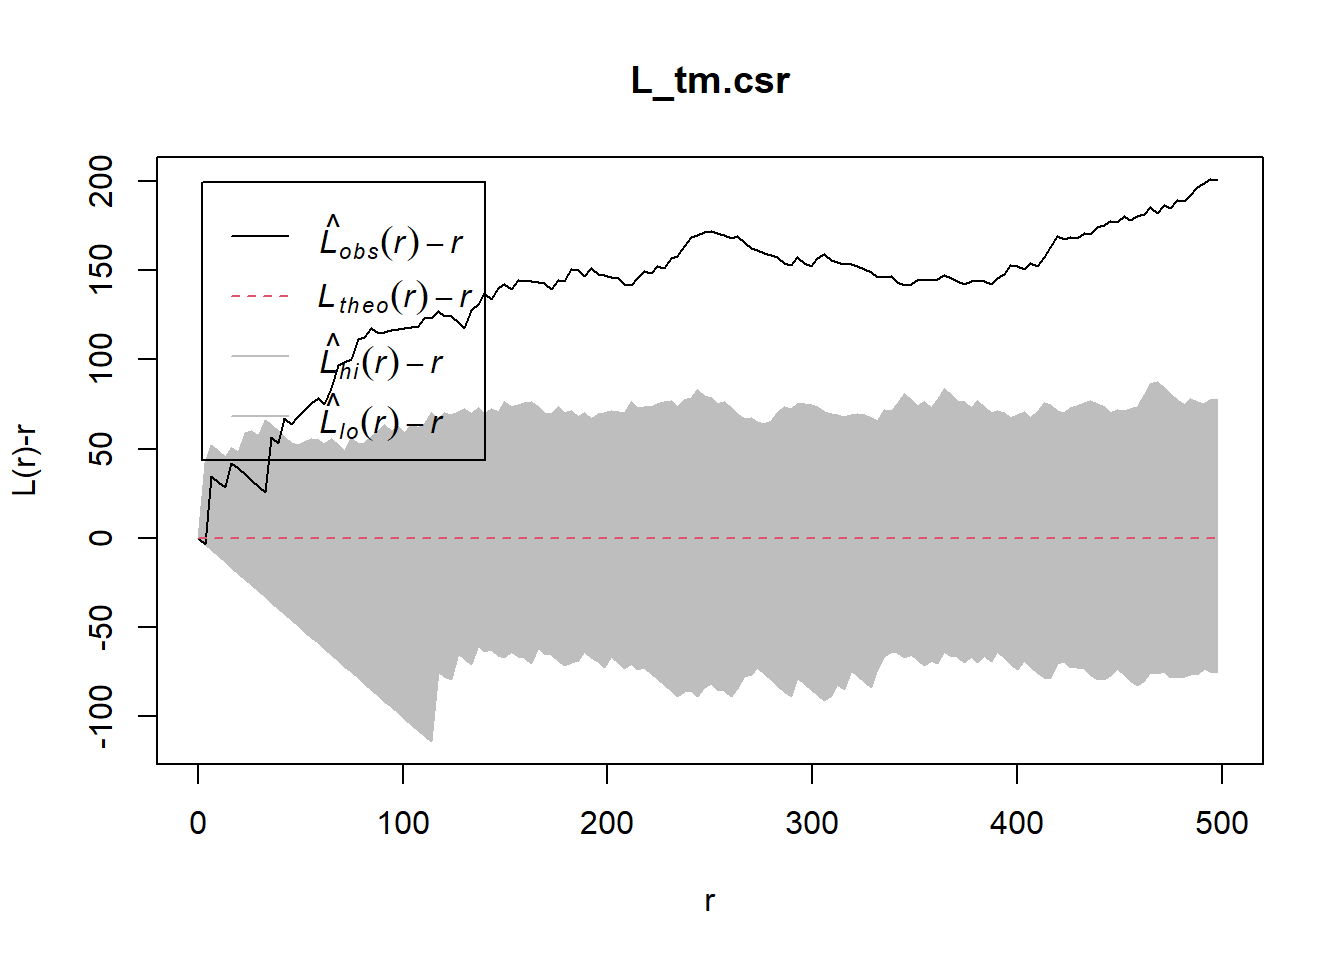 L_tm.csr
L(r)-r
200
150
100
50
0
-50
-100
L̂obs(r) − r
Ltheo(r) − r
L̂hi(r) − r
L̂lo(r) − r
0 100 200 300 400 500
r